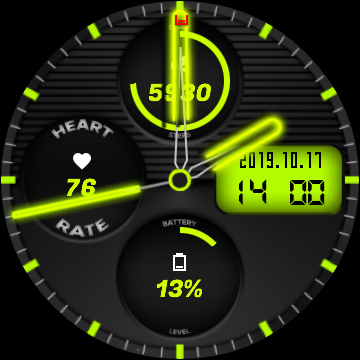 5930
STEPS
HEART
76
RATE
2019.10.17
14 00
BATTERY
13%
LEVEL